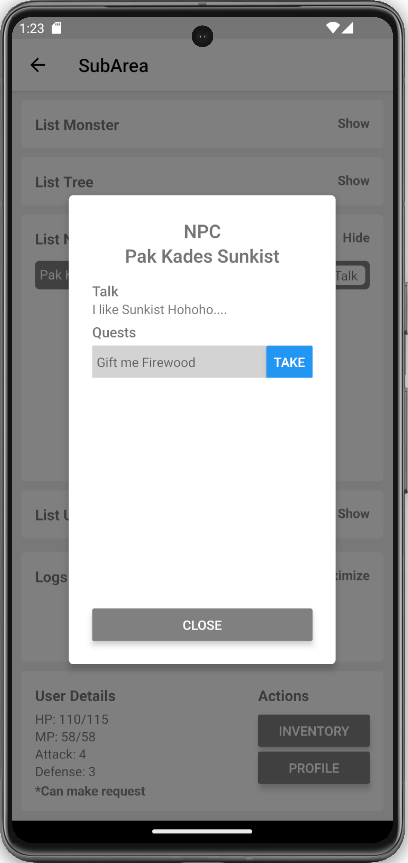 1:23
SubArea
List Monster
Show
List Tree
Show
List N
Hide
Pak K
Talk
NPC
Pak Kades Sunkist
Talk
I like Sunkist Hohoho....
Quests
Gift me Firewood
TAKE
CLOSE
List U
Show
Logs
ximize
User Details
Actions
HP: 110/115
MP: 58/58
Attack: 4
Defense: 3
*Can make request
INVENTORY
PROFILE